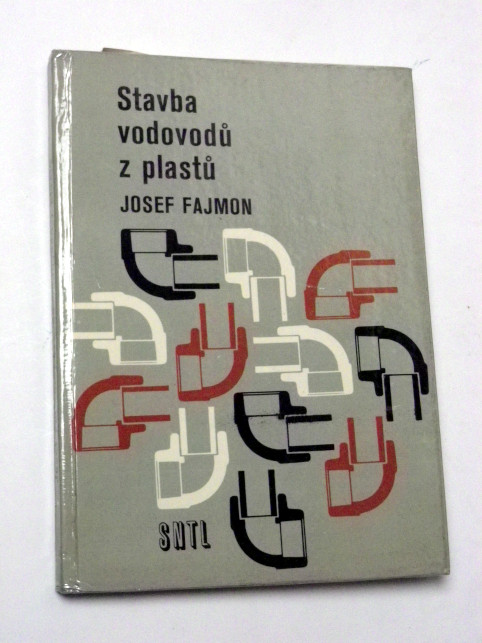 Stavba
vodovodů
z plastů
JOSEF FAJMON
SNTL